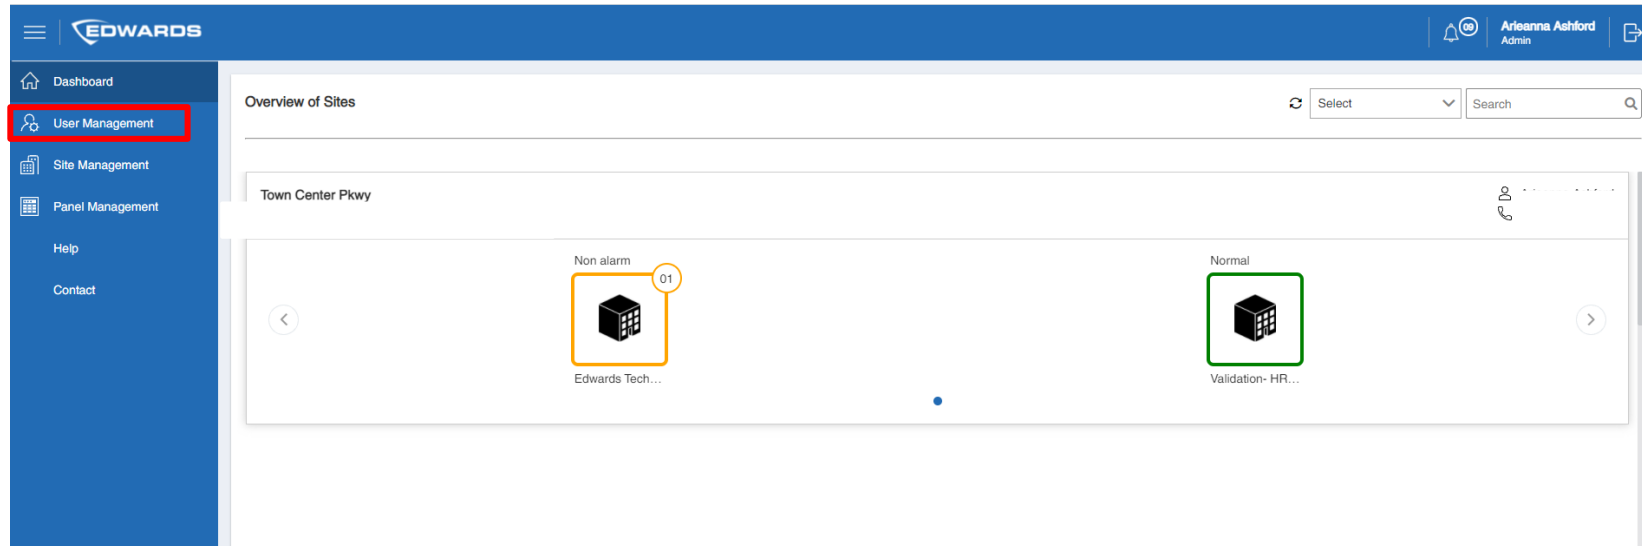 EDWARDS
09
Arleanna Ashford
Admin
Dashboard
User Management
Site Management
Panel Management
Help
Contact
Overview of Sites
Select
Search
Town Center Pkwy
Non alarm
01
Edwards Tech...
Normal
Validation- HR...